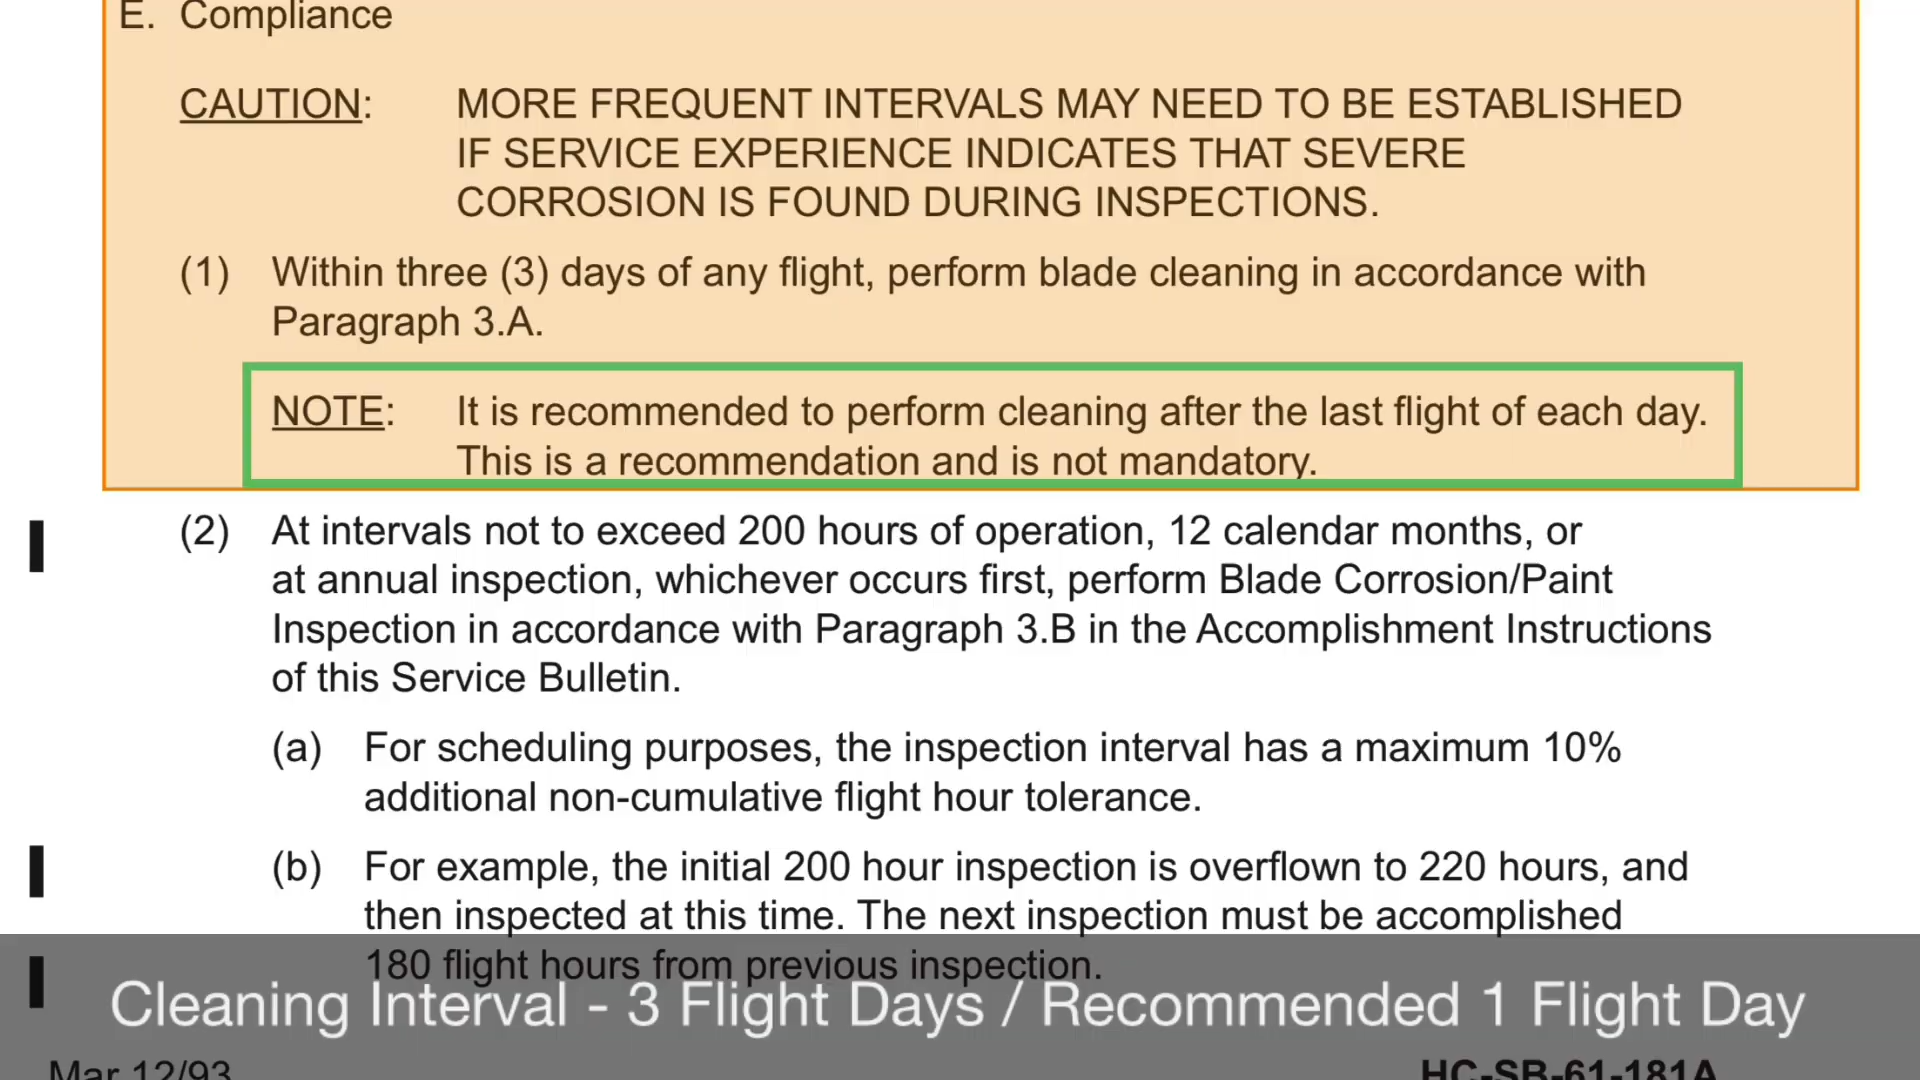 E. Compliance
CAUTION: MORE FREQUENT INTERVALS MAY NEED TO BE ESTABLISHED
IF SERVICE EXPERIENCE INDICATES THAT SEVERE
CORROSION IS FOUND DURING INSPECTIONS.
(1) Within three (3) days of any flight, perform blade cleaning in accordance with
Paragraph 3.A.
NOTE: It is recommended to perform cleaning after the last flight of each day.
This is a recommendation and is not mandatory.
(2) At intervals not to exceed 200 hours of operation, 12 calendar months, or
at annual inspection, whichever occurs first, perform Blade Corrosion/Paint
Inspection in accordance with Paragraph 3.B in the Accomplishment Instructions
of this Service Bulletin.
(a) For scheduling purposes, the inspection interval has a maximum 10%
additional non-cumulative flight hour tolerance.
(b) For example, the initial 200 hour inspection is overflown to 220 hours, and
then inspected at this time. The next inspection must be accomplished
180 flight hours from previous inspection.
Cleaning Interval - 3 Flight Days / Recommended 1 Flight Day
Mar 12/93 HC-SB-61-181A